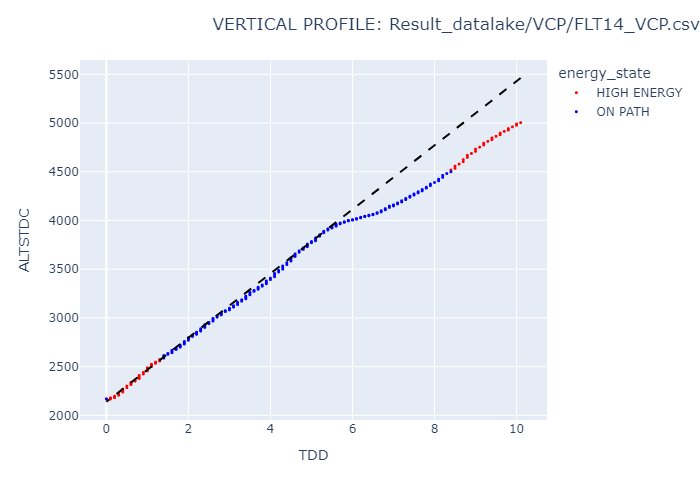 VERTICAL PROFILE: Result_datalake/VCP/FLT14_VCP.csv
energy_state
HIGH ENERGY
ON PATH
ALTSTDC
5500
5000
4500
4000
3500
3000
2500
2000
0 2 4 6 8 10
TDD